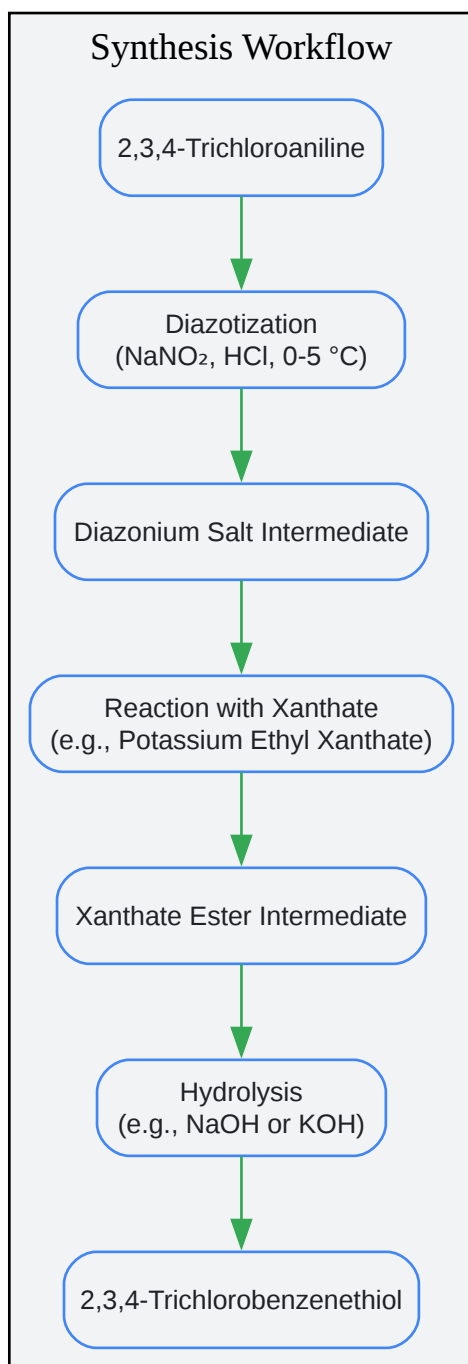 Synthesis Workflow
2,3,4-Trichloroaniline
Diazotization
(NaNO₂, HCl, 0-5 °C)
Diazonium Salt Intermediate
Reaction with Xanthate
(e.g., Potassium Ethyl Xanthate)
Xanthate Ester Intermediate
Hydrolysis
(e.g., NaOH or KOH)
2,3,4-Trichlorobenzenethiol